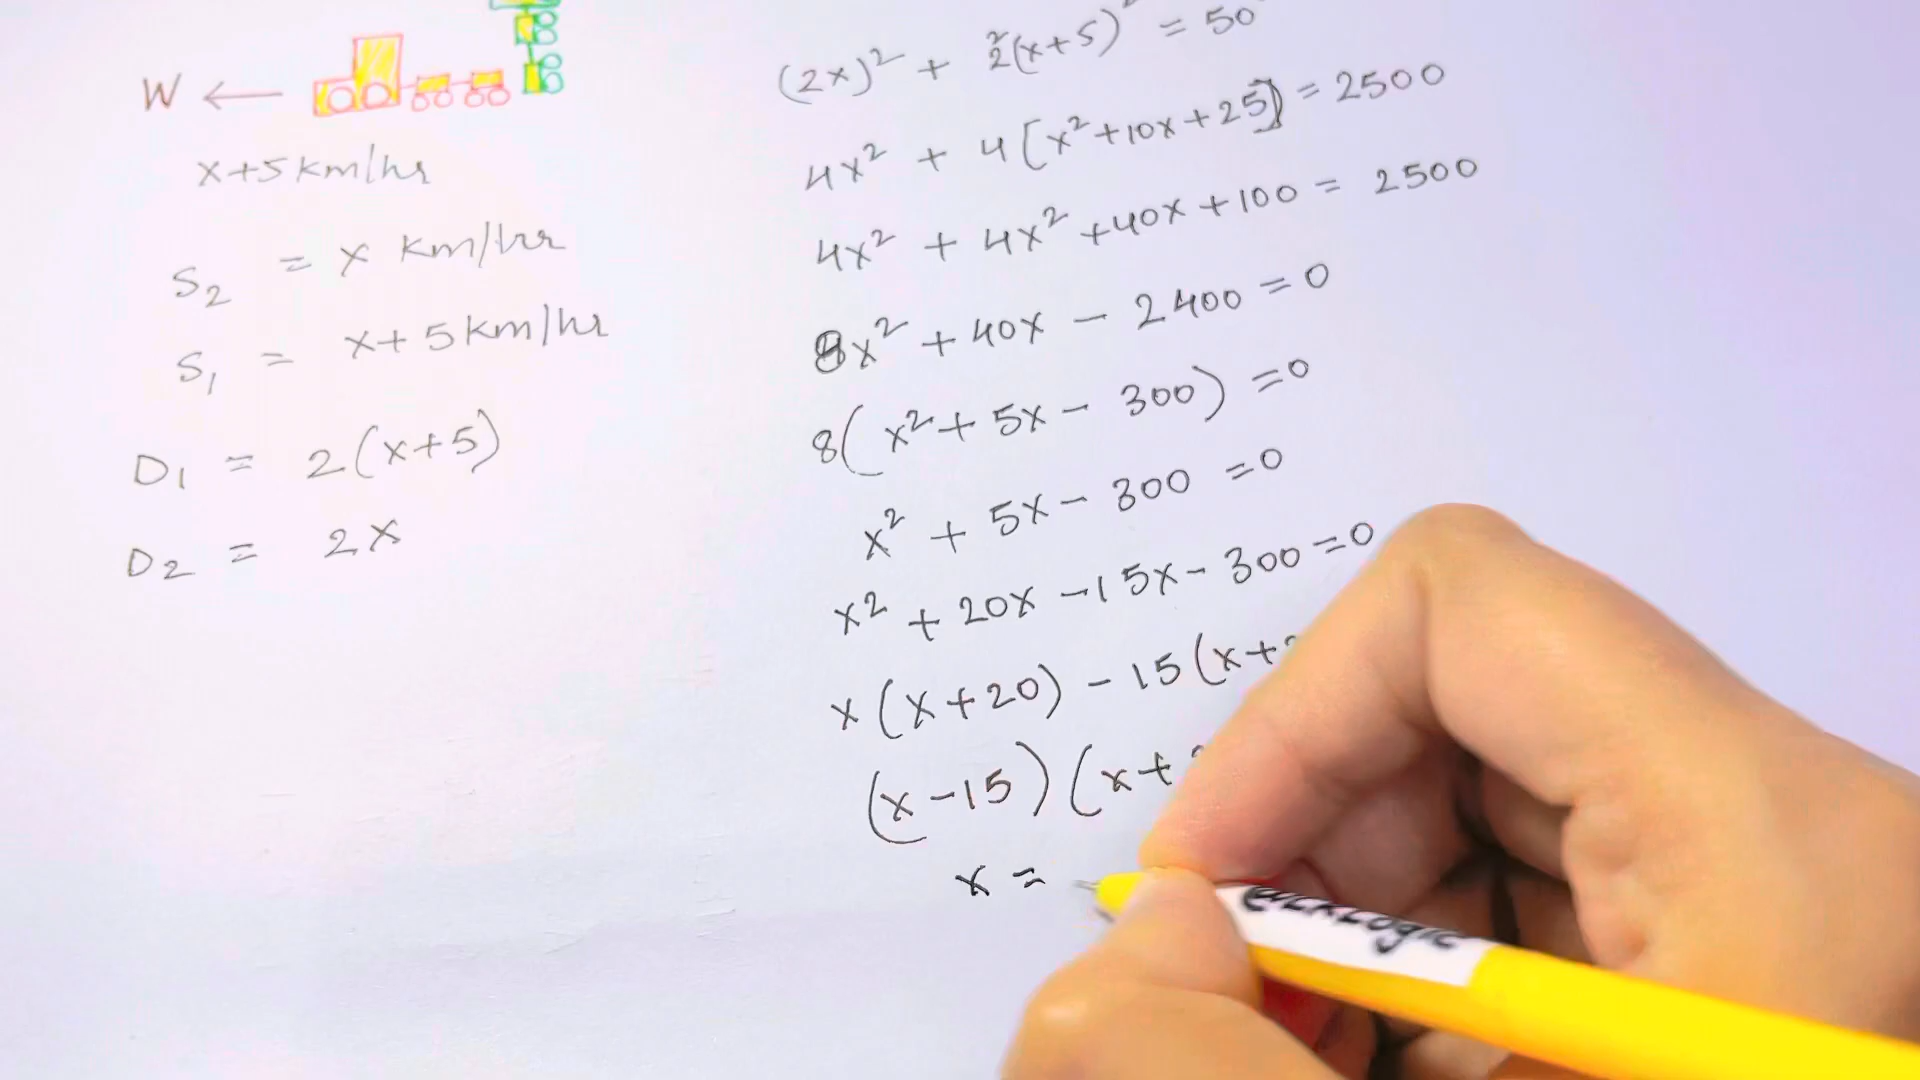 W ←
x+5 km/hr
S₂ = x km/hr
S₁ = x+5 km/hr
D₁ = 2(x+5)
D₂ = 2x
(2x)² + 2²(x+5)² = 50
4x² + 4[x²+10x+25] = 2500
4x² + 4x² +40x+100 = 2500
8x² + 40x - 2400 = 0
8(x²+5x-300) = 0
x² + 5x - 300 = 0
x² + 20x - 15x - 300 = 0
x(x+20) - 15(x+
(x-15)(x+
x =
@LKLogic